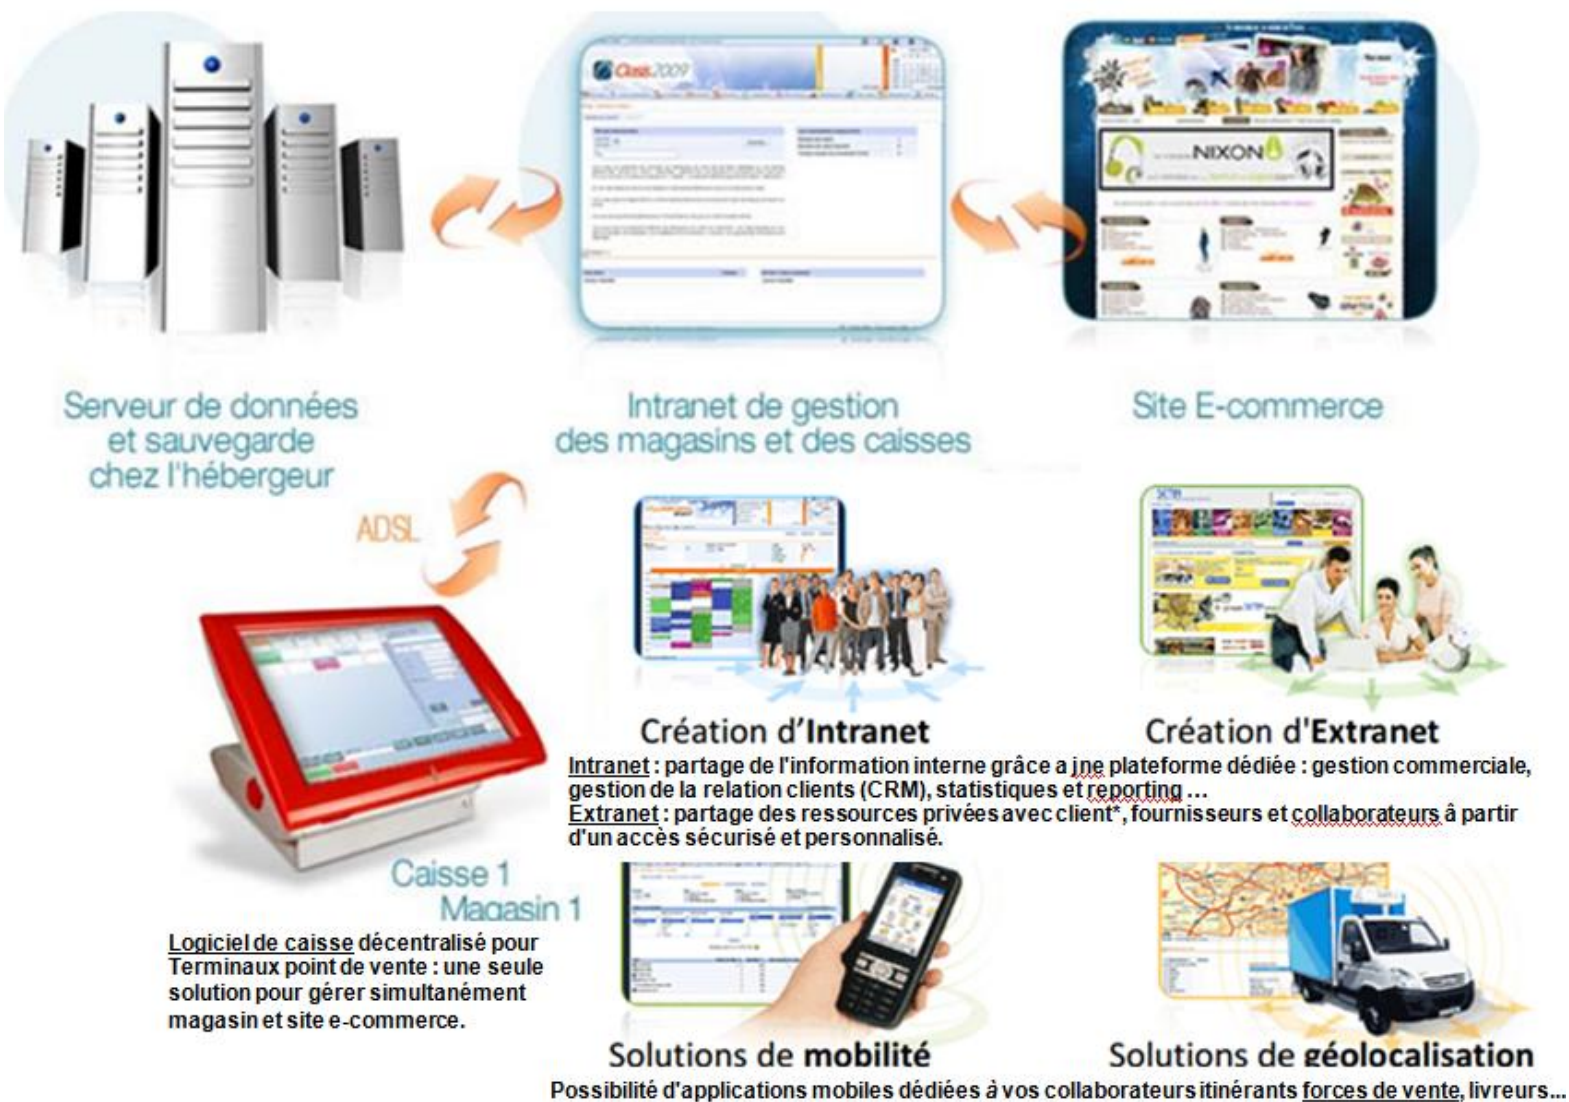 Class.2009
NIXON
Serveur de données
et sauvegarde
chez l'hébergeur
Intranet de gestion
des magasins et des caisses
Site E-commerce
ADSL
Création d'Intranet
Création d'Extranet
Intranet : partage de l'information interne grâce a jne plateforme dédiée : gestion commerciale,
gestion de la relation clients (CRM), statistiques et reporting ...
Extranet : partage des ressources privées avec client*, fournisseurs et collaborateurs â partir
d'un accès sécurisé et personnalisé.
Caisse 1
Magasin 1
Logiciel de caisse décentralisé pour
Terminaux point de vente : une seule
solution pour gérer simultanément
magasin et site e-commerce.
Solutions de mobilité
Solutions de géolocalisation
Possibilité d'applications mobiles dédiées à vos collaborateurs itinérants forces de vente, livreurs...